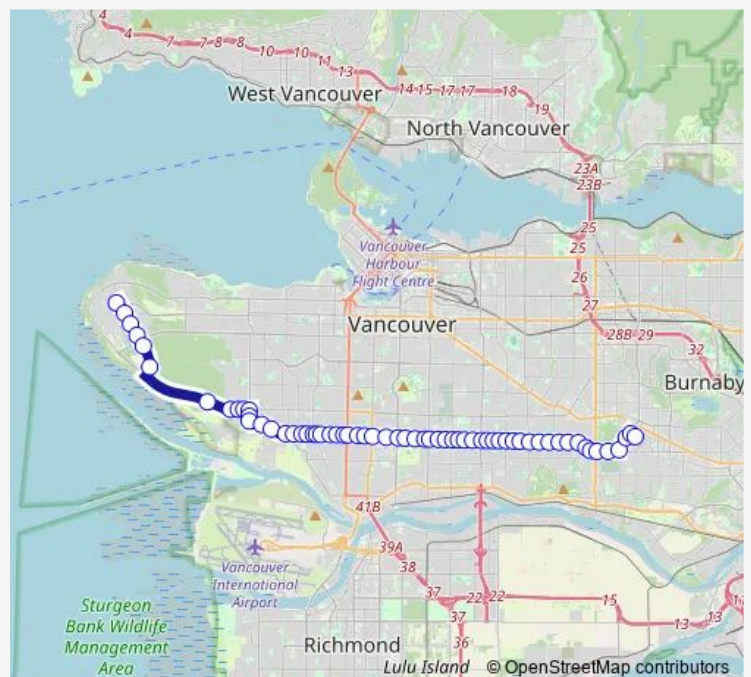 4
4
7
7
8
8
8
10
10
11
13
14
15
17
17
18
19
West Vancouver
North Vancouver
23A
23B
25
25
Vancouver
Harbour
Flight Centre
26
27
Vancouver
28B
29
32
Burnaby
41B
39A
38
Vancouver
International
Airport
37
22
22
15
37
13
13
Sturgeon
Bank Wildlife
Management
Area
Richmond
36
Lulu Island
© OpenStreetMap contributors